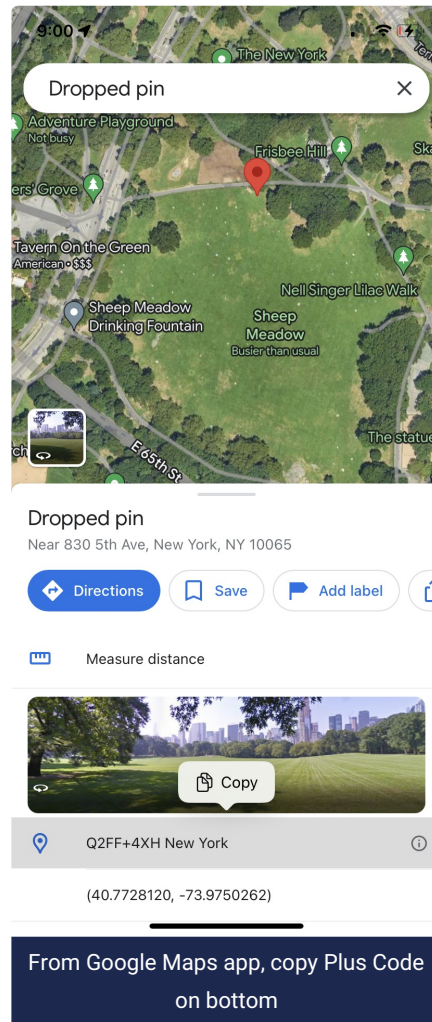 9:00
The New York
Dropped pin
Adventure Playground
Not busy
Frisbee Hill
ers' Grove
Tavern On the Green
American • $$$
Nell Singer Lilac Walk
Sheep Meadow
Drinking Fountain
Sheep
Meadow
Busier than usual
The statue
E 65th St
Dropped pin
Near 830 5th Ave, New York, NY 10065
Directions
Save
Add label
Measure distance
Copy
Q2FF+4XH New York
(40.7728120, -73.9750262)
From Google Maps app, copy Plus Code
on bottom